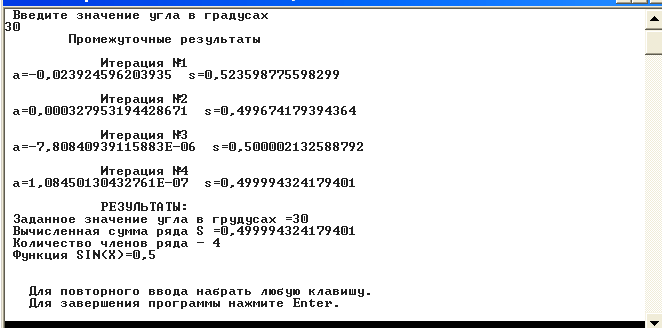 Введите значение угла в градусах
30
Промежуточные результаты
Итерация №1
a=-0,023924596203935 s=0,523598775598299
Итерация №2
a=0,000327953194428671 s=0,499674179394364
Итерация №3
a=-7,80840939115883E-06 s=0,500002132588792
Итерация №4
a=1,08450130432761E-07 s=0,499994324179401
РЕЗУЛЬТАТЫ:
Заданное значение угла в грудусах =30
Вычисленная сумма ряда S =0,499994324179401
Количество членов ряда - 4
Функция SIN(X)=0,5
Для повторного ввода набрать любую клавишу.
Для завершения программы нажмите Enter.